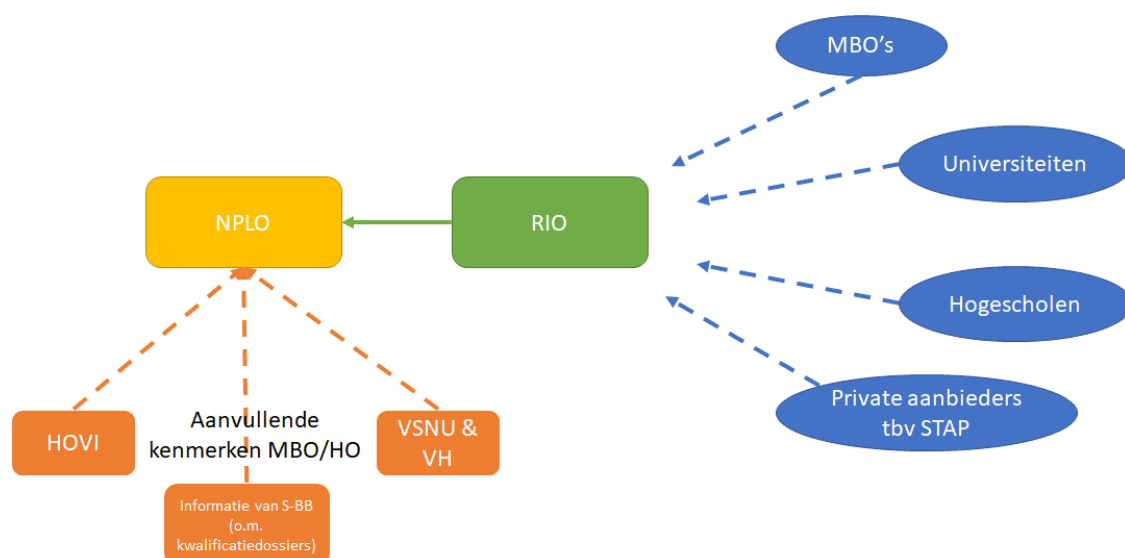 MBO's
Universiteiten
NPLO
RIO
Hogescholen
Private aanbieders
tbv STAP
HOVI
Aanvullende
kenmerken MBO/HO
VSNU &
VH
Informatie van S-BB
(o.m.
kwalificatiedossiers)